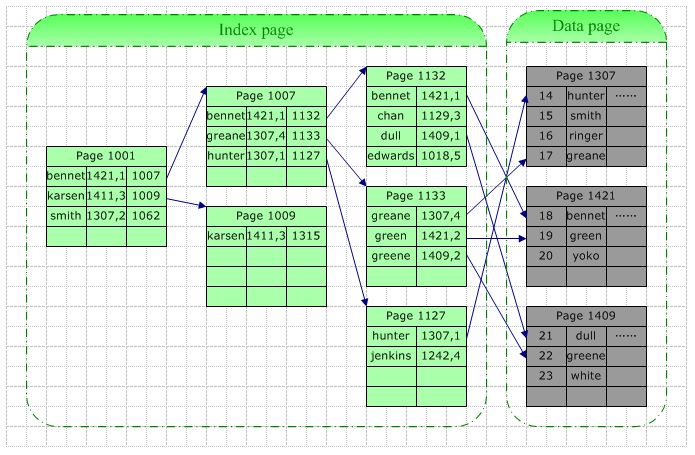 Index page
Data page
Page 1001
bennet 1421,1 1007
karsen 1411,3 1009
smith 1307,2 1062
Page 1007
bennet 1421,1 1132
greane 1307,4 1133
hunter 1307,1 1127
Page 1009
karsen 1411,3 1315
Page 1132
bennet 1421,1
chan 1129,3
dull 1409,1
edwards 1018,5
Page 1133
greane 1307,4
green 1421,2
greene 1409,2
Page 1127
hunter 1307,1
jenkins 1242,4
Page 1307
14 hunter ······
15 smith
16 ringer
17 greane
Page 1421
18 bennet ······
19 green
20 yoko
Page 1409
21 dull ······
22 greene
23 white